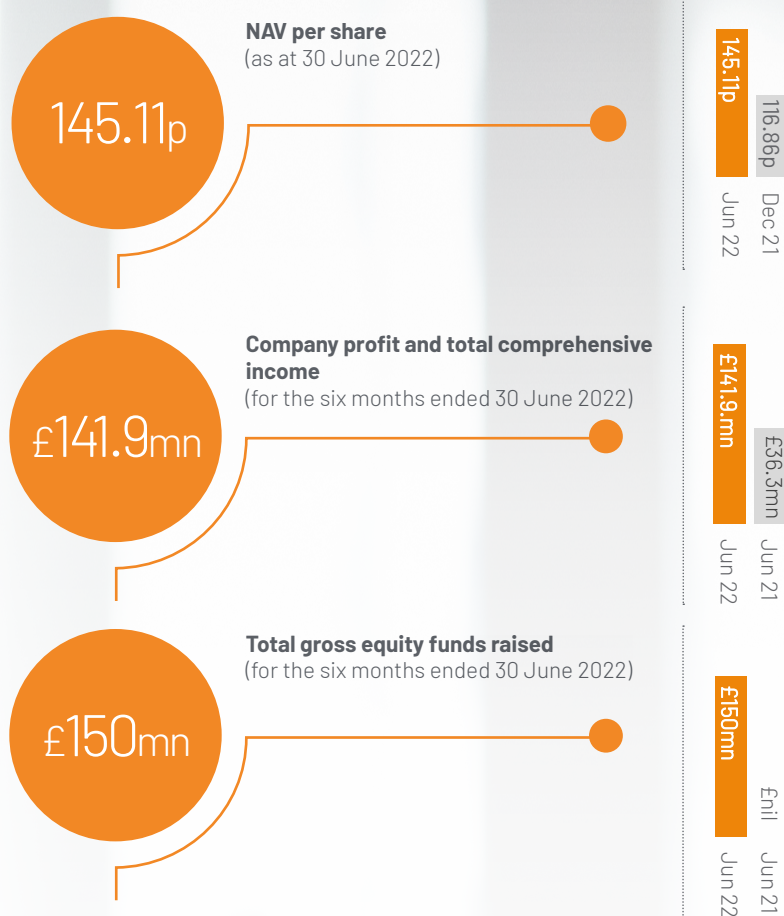 NAV per share
(as at 30 June 2022)
145.11p
145.11p
116.86p
Jun 22
Dec 21
Company profit and total comprehensive
income
(for the six months ended 30 June 2022)
£141.9mn
£141.9.mn
£36.3mn
Jun 22
Jun 21
Total gross equity funds raised
(for the six months ended 30 June 2022)
£150mn
£150mn
£nil
Jun 22
Jun 21